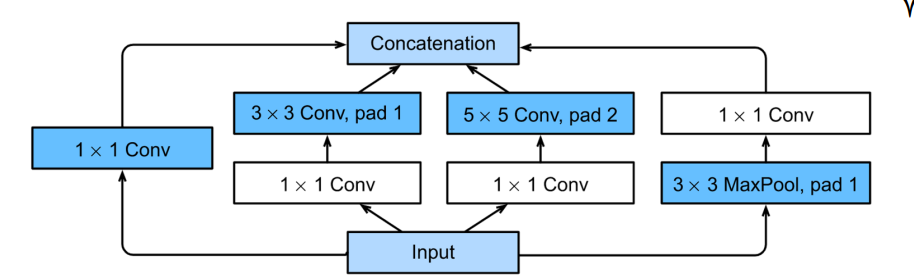 Concatenation
3 × 3 Conv, pad 1
5 × 5 Conv, pad 2
1 × 1 Conv
1 × 1 Conv
1 × 1 Conv
1 × 1 Conv
3 × 3 MaxPool, pad 1
Input